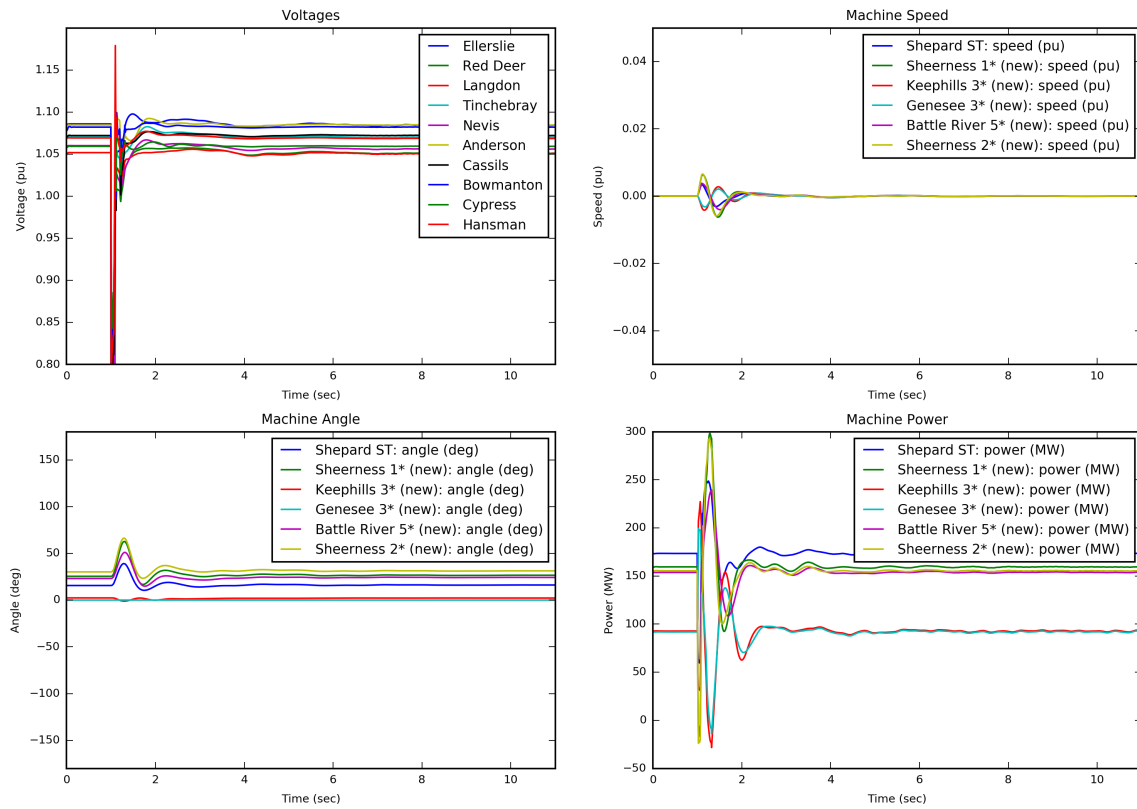 Voltages
1.15
1.10
1.05
1.00
0.95
0.90
0.85
0.80
Voltage (pu)
0 2 4 6 8 10
Time (sec)
Ellerslie
Red Deer
Langdon
Tinchebray
Nevis
Anderson
Cassils
Bowmanton
Cypress
Hansman
Machine Speed
0.04
0.02
0.00
−0.02
−0.04
Speed (pu)
0 2 4 6 8 10
Time (sec)
Shepard ST: speed (pu)
Sheerness 1* (new): speed (pu)
Keephills 3* (new): speed (pu)
Genesee 3* (new): speed (pu)
Battle River 5* (new): speed (pu)
Sheerness 2* (new): speed (pu)
Machine Angle
150
100
50
0
−50
−100
−150
Angle (deg)
0 2 4 6 8 10
Time (sec)
Shepard ST: angle (deg)
Sheerness 1* (new): angle (deg)
Keephills 3* (new): angle (deg)
Genesee 3* (new): angle (deg)
Battle River 5* (new): angle (deg)
Sheerness 2* (new): angle (deg)
Machine Power
300
250
200
150
100
50
0
−50
Power (MW)
0 2 4 6 8 10
Time (sec)
Shepard ST: power (MW)
Sheerness 1* (new): power (MW)
Keephills 3* (new): power (MW)
Genesee 3* (new): power (MW)
Battle River 5* (new): power (MW)
Sheerness 2* (new): power (MW)